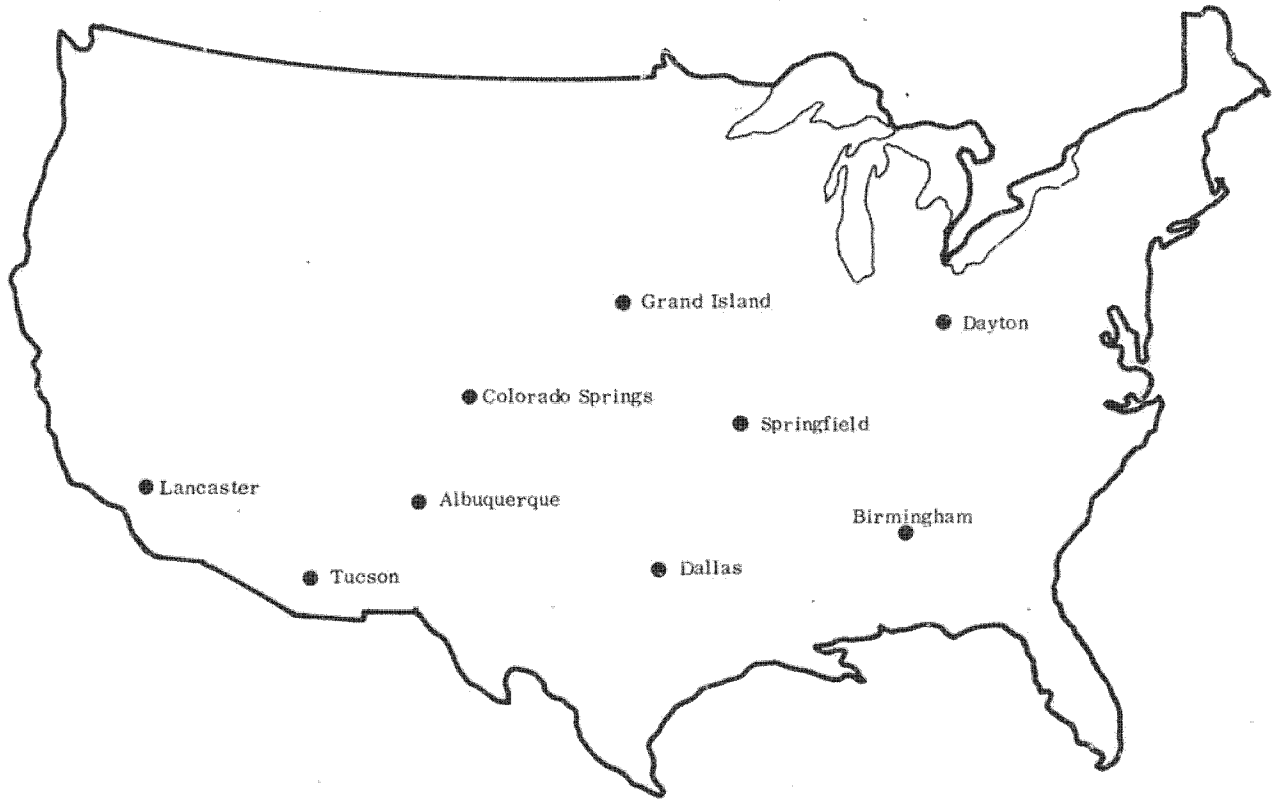 Grand Island
Dayton
Colorado Springs
Springfield
Lancaster
Albuquerque
Birmingham
Dallas
Tucson